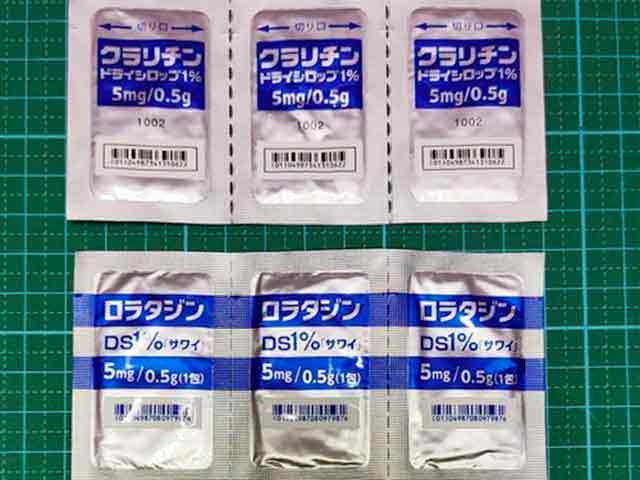 切り口
クラリチン
ドライシロップ1%
5mg/0.5g
1002
切り口
クラリチン
ドライシロップ1%
5mg/0.5g
1002
切り口
クラリチン
ドライシロップ1%
5mg/0.5g
1002
ロラタジン
DS1%「サワイ」
5mg/0.5g(1包)
ロラタジン
DS1%「サワイ」
5mg/0.5g(1包)
ロラタジン
DS1%「サワイ」
5mg/0.5g(1包)